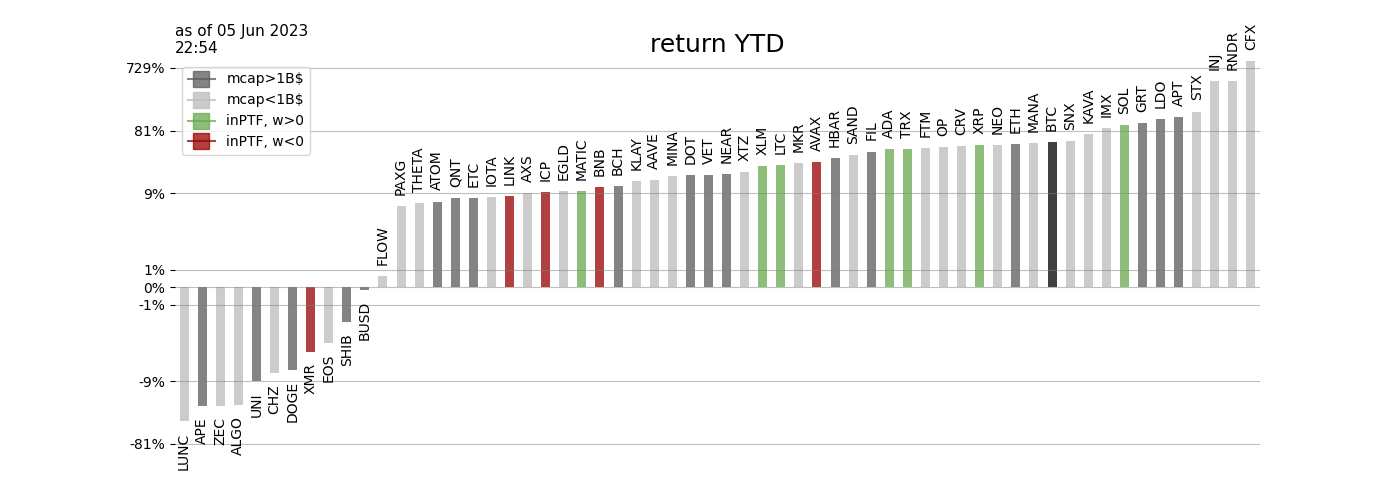 as of 05 Jun 2023
22:54
return YTD
mcap>1B$
mcap<1B$
inPTF, w>0
inPTF, w<0
729%
81%
9%
1%
0%
-1%
-9%
-81%
LUNC
APE
ZEC
ALGO
UNI
CHZ
DOGE
XMR
EOS
SHIB
BUSD
FLOW
PAXG
THETA
ATOM
QNT
ETC
IOTA
LINK
AXS
ICP
EGLD
MATIC
BNB
BCH
KLAY
AAVE
MINA
DOT
VET
NEAR
XTZ
XLM
LTC
MKR
AVAX
HBAR
SAND
FIL
ADA
TRX
FTM
OP
CRV
XRP
NEO
ETH
MANA
BTC
SNX
KAVA
IMX
SOL
GRT
LDO
APT
STX
INJ
RNDR
CFX